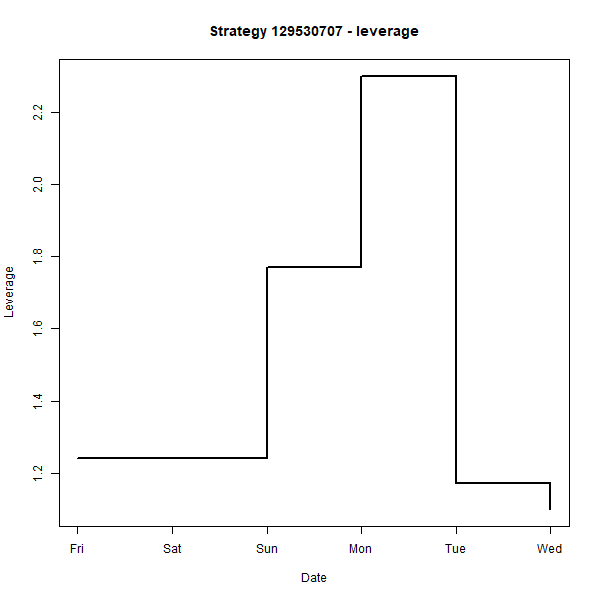 Strategy 129530707 - leverage
Leverage
2.2
2.0
1.8
1.6
1.4
1.2
Fri Sat Sun Mon Tue Wed
Date